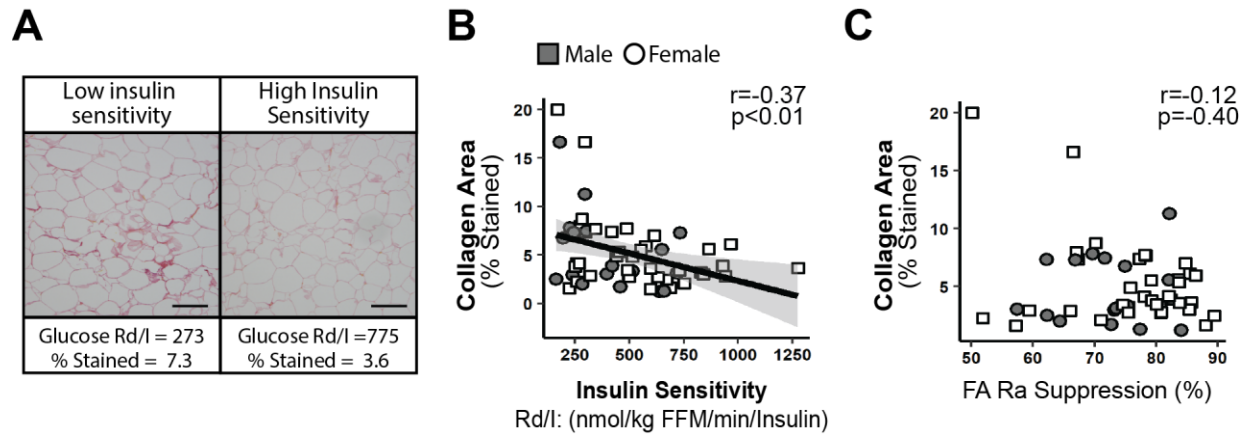 A
Low insulin
sensitivity
High Insulin
Sensitivity
Glucose Rd/I = 273
% Stained = 7.3
Glucose Rd/I =775
% Stained = 3.6
B
Male Female
r=-0.37
p<0.01
Collagen Area
(% Stained)
20
15
10
5
0
250 500 750 1000 1250
Insulin Sensitivity
Rd/I: (nmol/kg FFM/min/Insulin)
C
r=-0.12
p=-0.40
Collagen Area
(% Stained)
20
15
10
5
50 60 70 80 90
FA Ra Suppression (%)